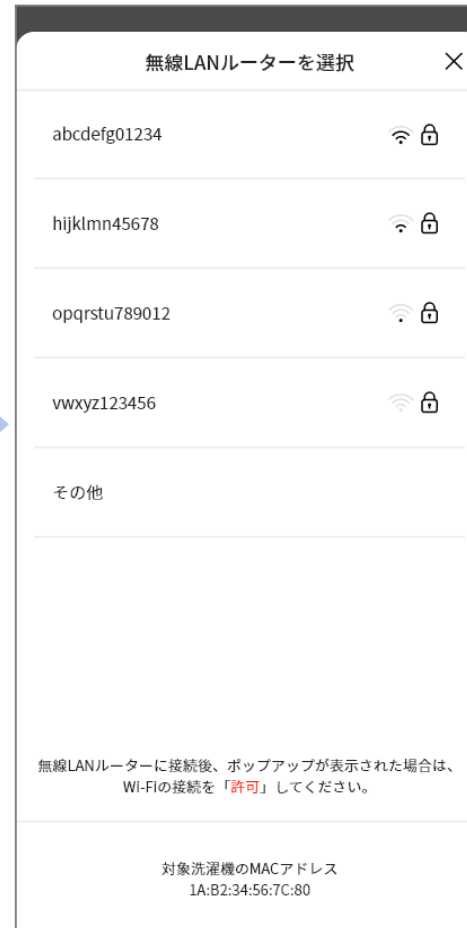 無線LANルーターを選択
abcdefg01234
hijklmn45678
opqrstu789012
vwxyz123456
その他
無線LANルーターに接続後、ポップアップが表示された場合は、
Wi-Fiの接続を「許可」してください。
対象洗濯機のMACアドレス
1A:B2:34:56:7C:80